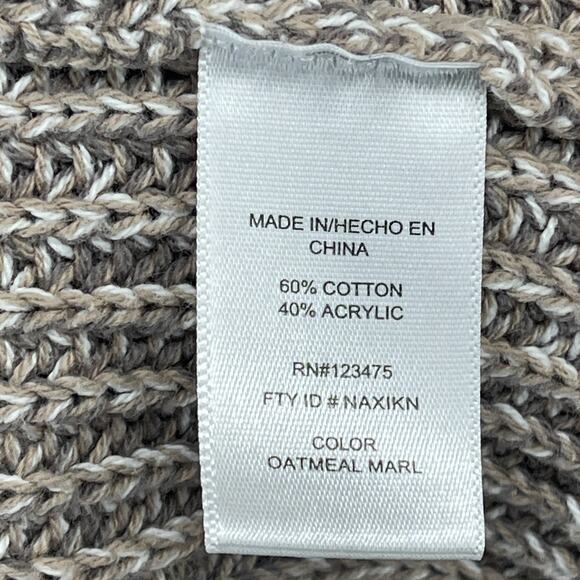 MADE IN/HECHO EN
CHINA
60% COTTON
40% ACRYLIC
RN#123475
FTY ID # NAXIKN
COLOR
OATMEAL MARL